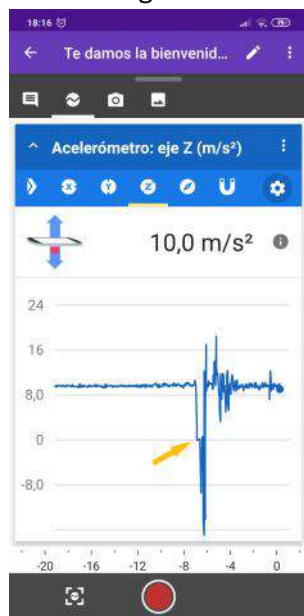 18:16
Te damos la bienvenid...
Acelerómetro: eje Z (m/s²)
X Y Z
10,0 m/s²
24
16
8,0
0
-8,0
-20 -16 -12 -8 -4 0